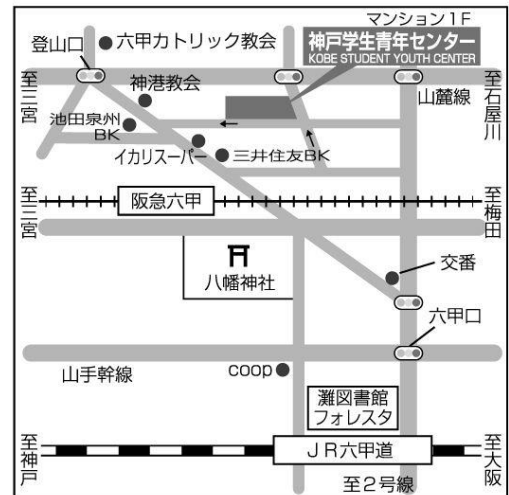 マンション1F
神戸学生青年センター
KOBE STUDENT YOUTH CENTER
登山口
六甲カトリック教会
至三宮
神港教会
山麓線
至石屋川
池田泉州
BK
イカリスーパー
三井住友BK
至三宮
阪急六甲
至梅田
八幡神社
交番
六甲口
山手幹線
coop
灘図書館
フォレスタ
至神戸
JR六甲道
至大阪
至2号線